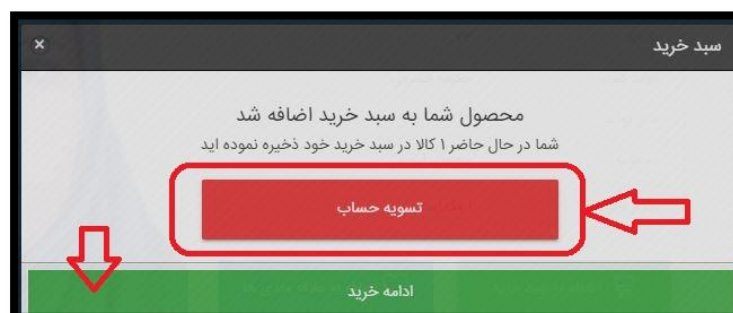 سبد خرید
محصول شما به سبد خرید اضافه شد
شما در حال حاضر ۱ کالا در سبد خرید خود ذخیره نموده اید
تسویه حساب
ادامه خرید